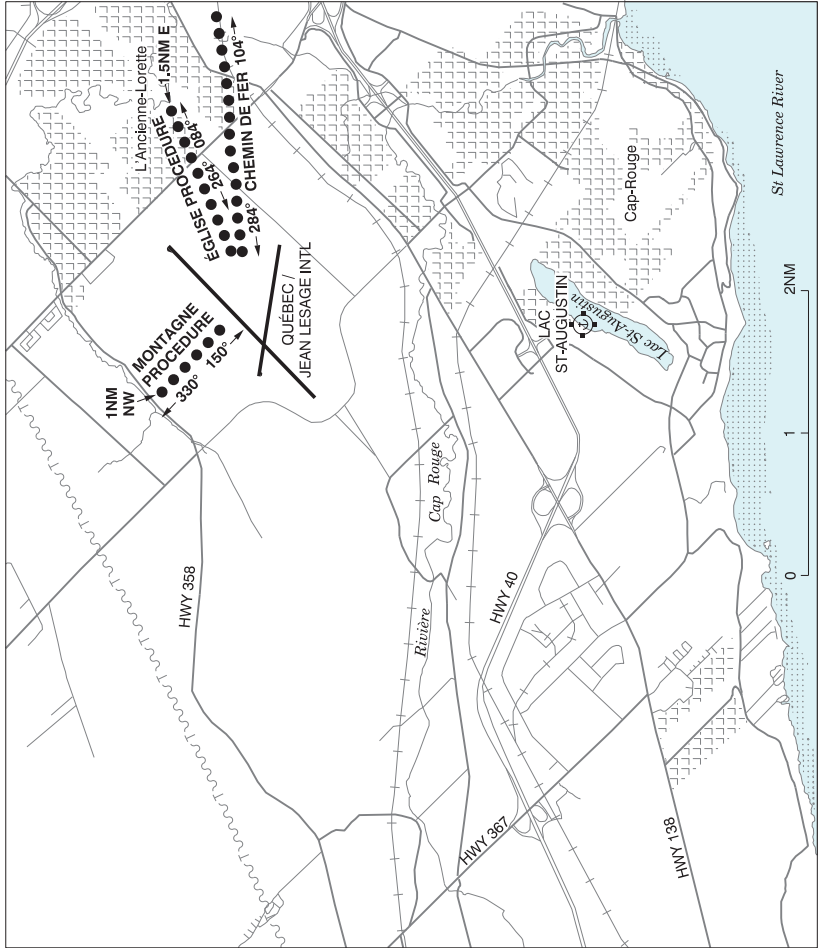 L'Ancienne-Lorette
1.5NM E
ÉGLISE PROCEDURE
264° 084°
CHEMIN DE FER 104°
284°
MONTAGNE
PROCEDURE
1NM
NW
330° 150°
QUÉBEC /
JEAN LESAGE INTL
Cap-Rouge
St Lawrence River
LAC
ST-AUGUSTIN
Lac St-Augustin
HWY 358
Rivière Cap Rouge
HWY 40
HWY 367
HWY 138
0 1 2NM